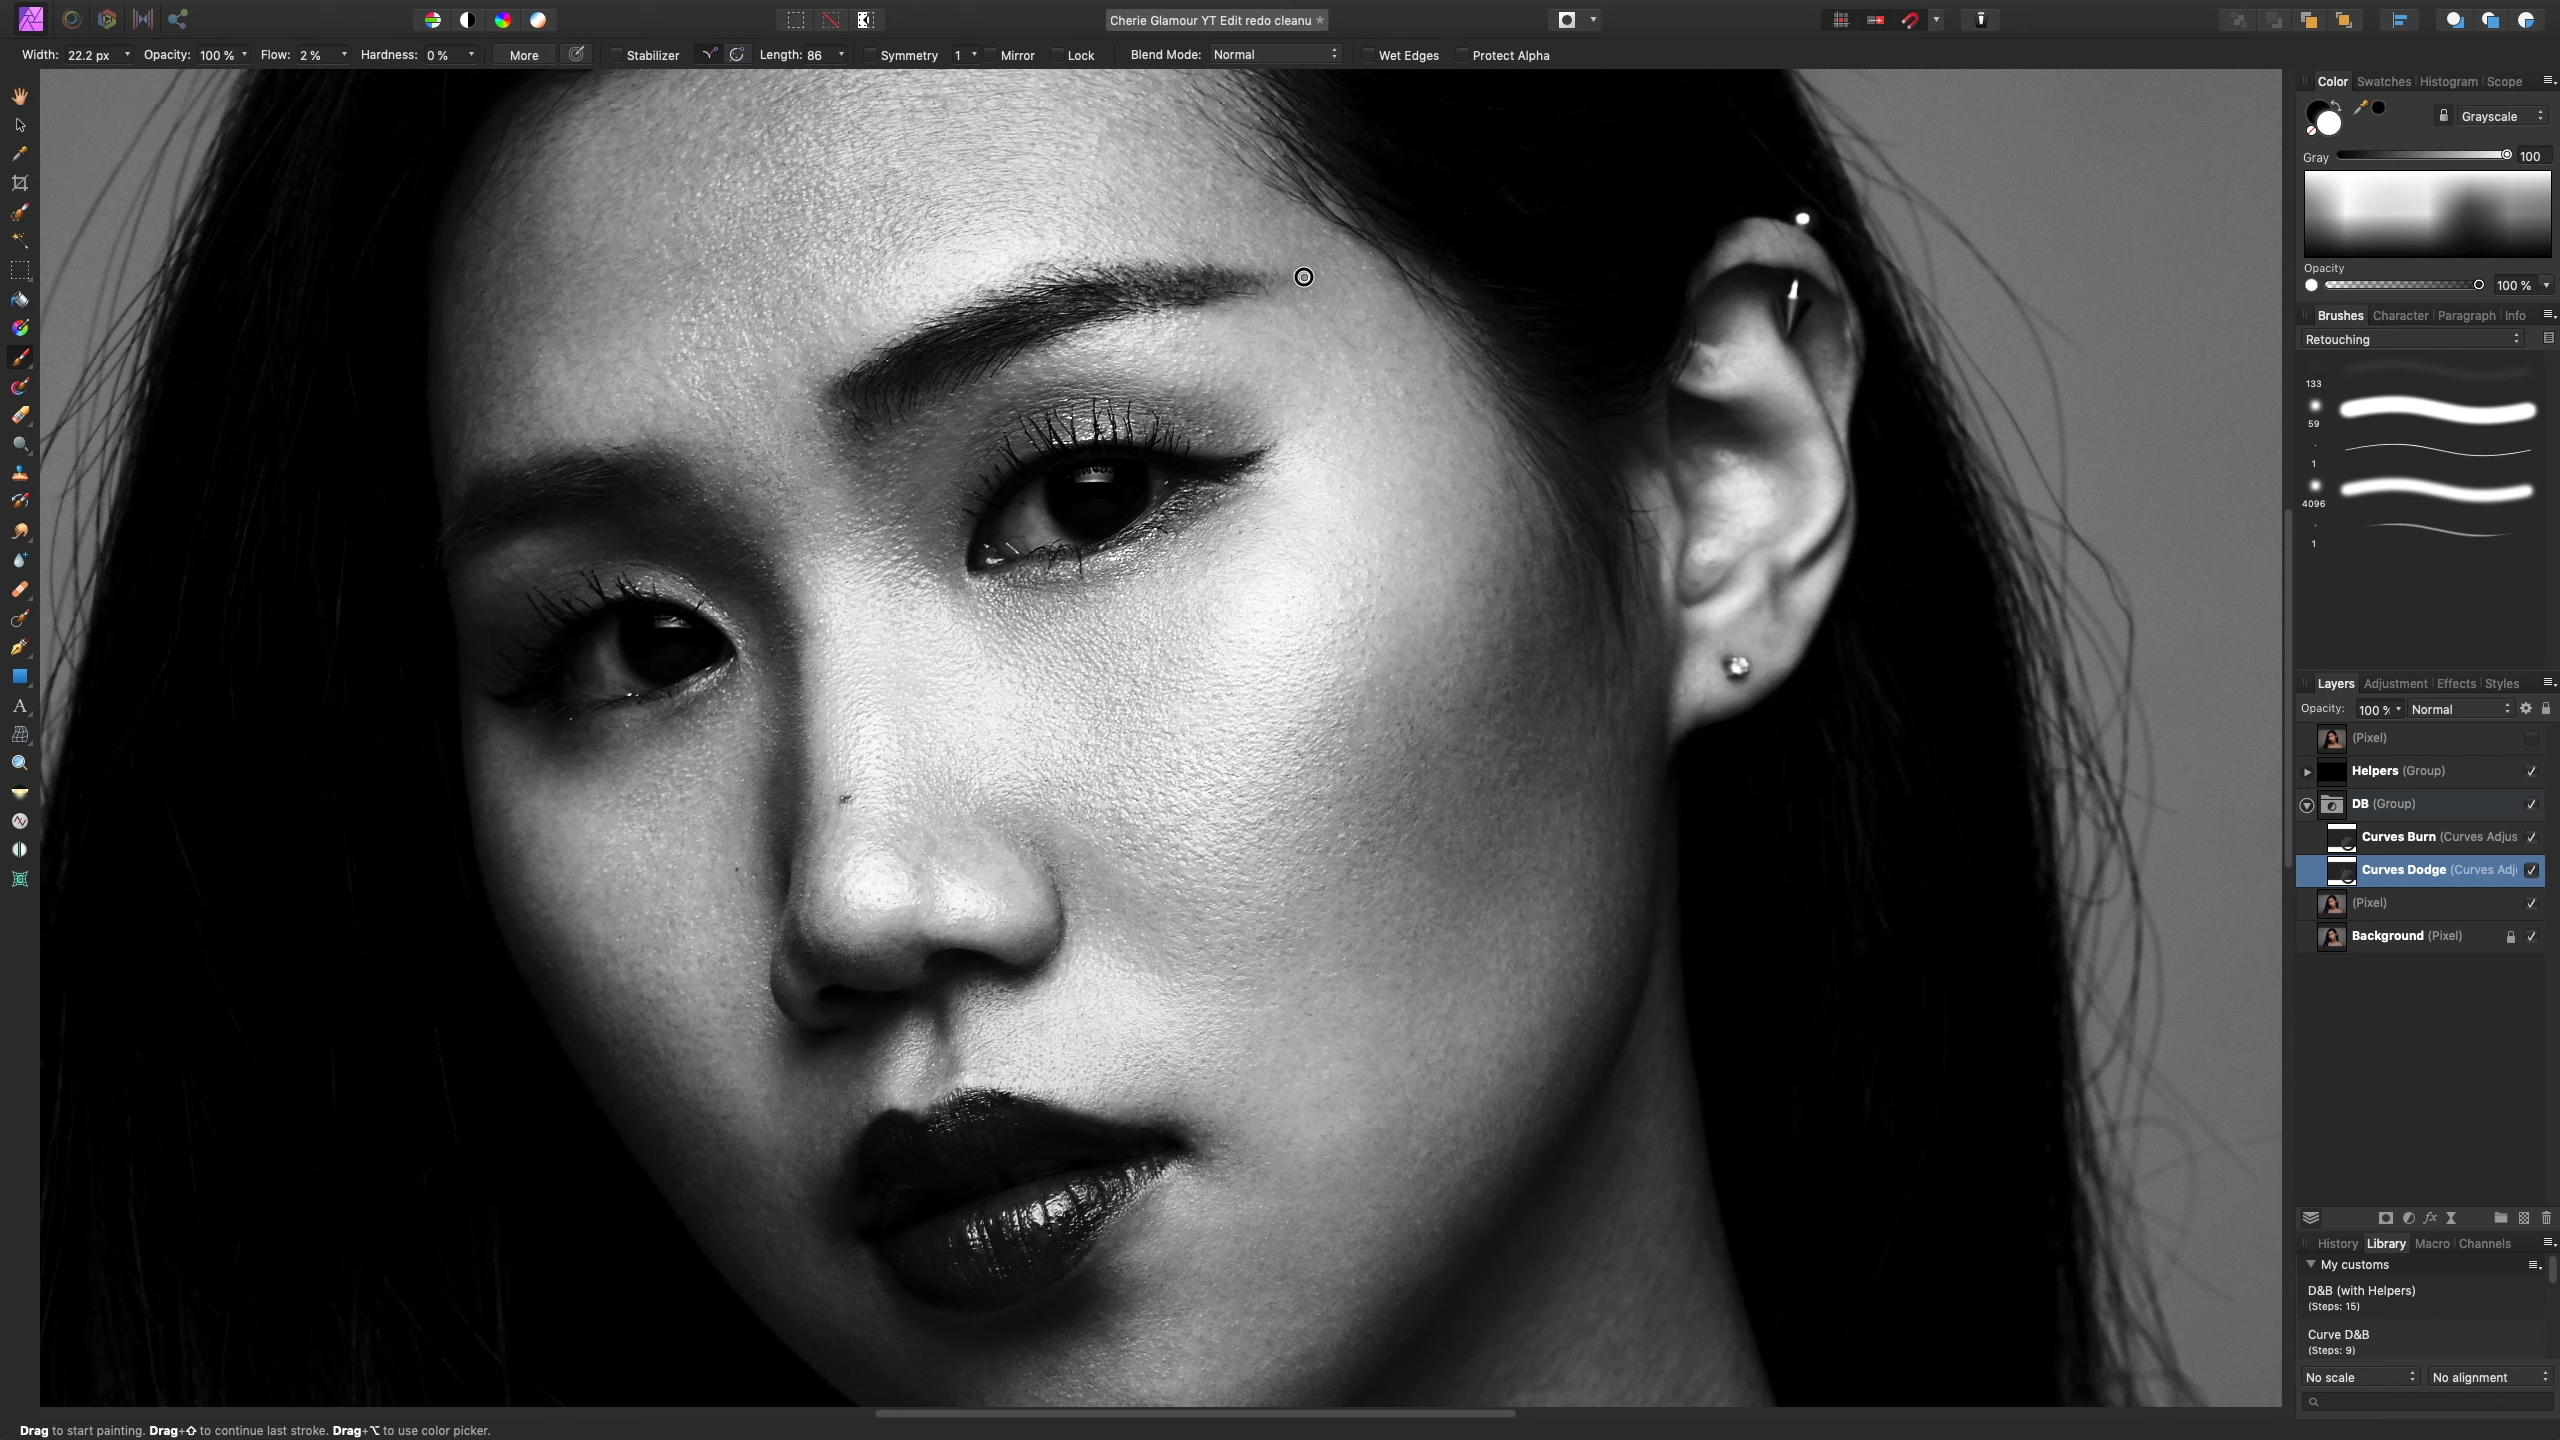 Cherie Glamour YT Edit redo cleanu *
Width: 22.2 px Opacity: 100 % Flow: 2 % Hardness: 0 % More Stabilizer Length: 86 Symmetry 1 Mirror Lock Blend Mode: Normal Wet Edges Protect Alpha
Color Swatches Histogram Scope
Grayscale
Gray 100
Opacity
100 %
Brushes Character Paragraph Info
Retouching
133
59
1
4096
1
Layers Adjustment Effects Styles
Opacity: 100 % Normal
(Pixel)
Helpers (Group)
DB (Group)
Curves Burn (Curves Adjus
Curves Dodge (Curves Adj
(Pixel)
Background (Pixel)
fx
History Library Macro Channels
My customs
D&B (with Helpers)
(Steps: 15)
Curve D&B
(Steps: 9)
No scale No alignment
Drag to start painting. Drag+⇧ to continue last stroke. Drag+⌥ to use color picker.